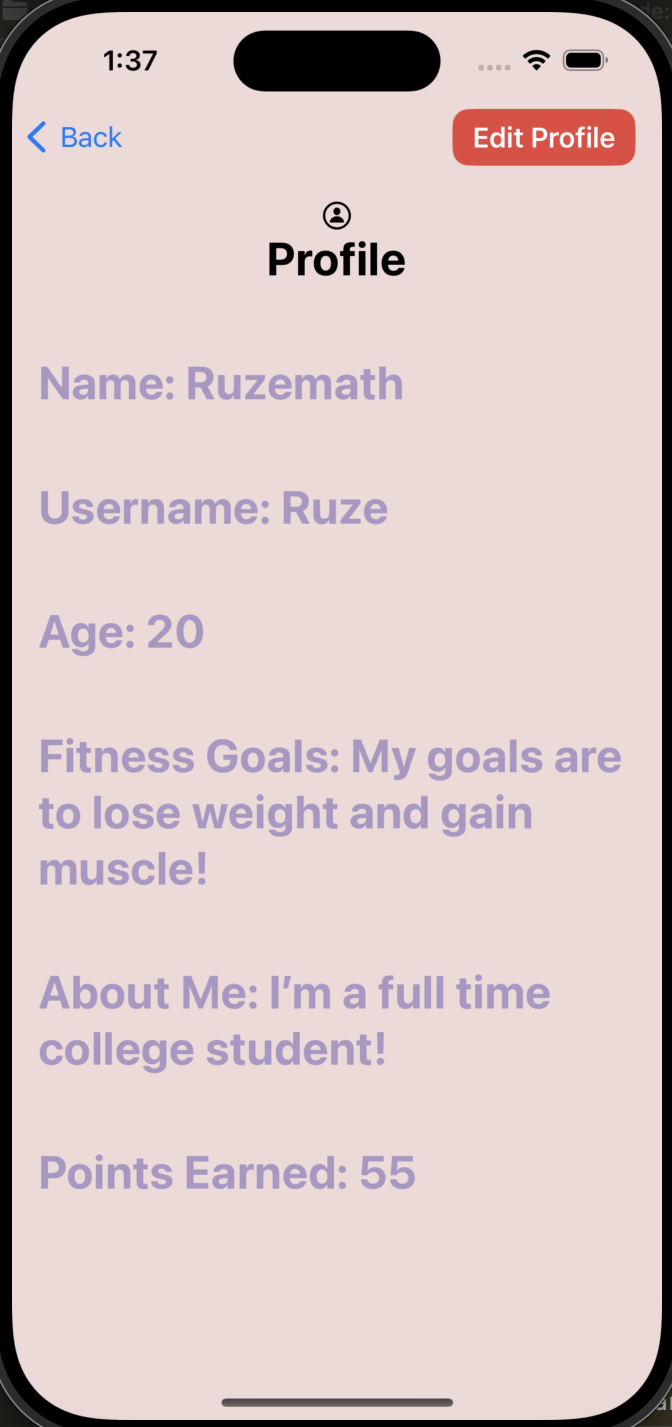 1:37
Back
Edit Profile
Profile
Name: Ruzemath
Username: Ruze
Age: 20
Fitness Goals: My goals are
to lose weight and gain
muscle!
About Me: I’m a full time
college student!
Points Earned: 55